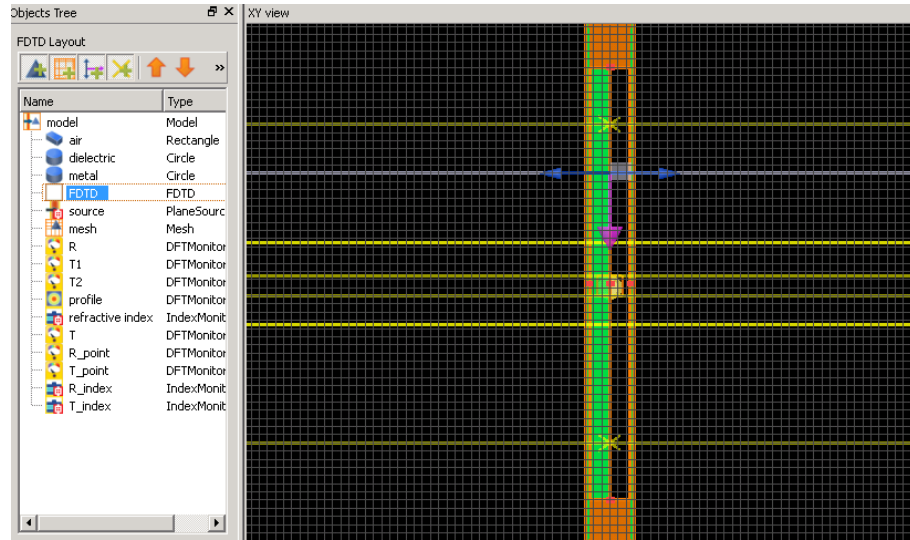 Objects Tree
XY view
FDTD Layout
»
Name Type
model Model
air Rectangle
dielectric Circle
metal Circle
FDTD FDTD
source PlaneSourc
mesh Mesh
R DFTMonitor
T1 DFTMonitor
T2 DFTMonitor
profile DFTMonitor
refractive index IndexMonit
T DFTMonitor
R_point DFTMonitor
T_point DFTMonitor
R_index IndexMonit
T_index IndexMonit